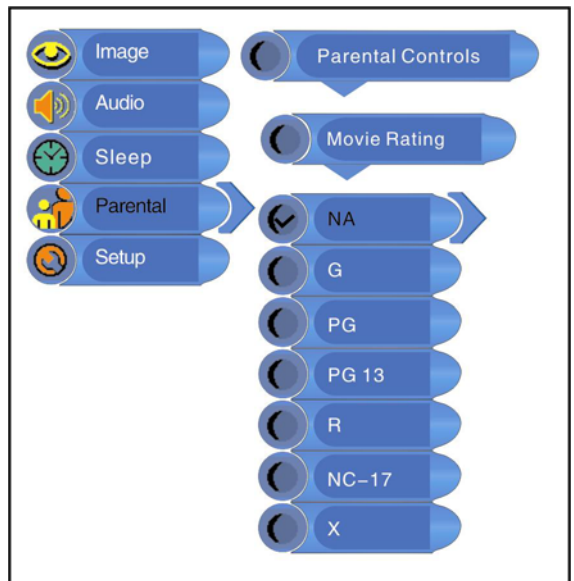 Image
Audio
Sleep
Parental
Setup
Parental Controls
Movie Rating
NA
G
PG
PG 13
R
NC-17
X